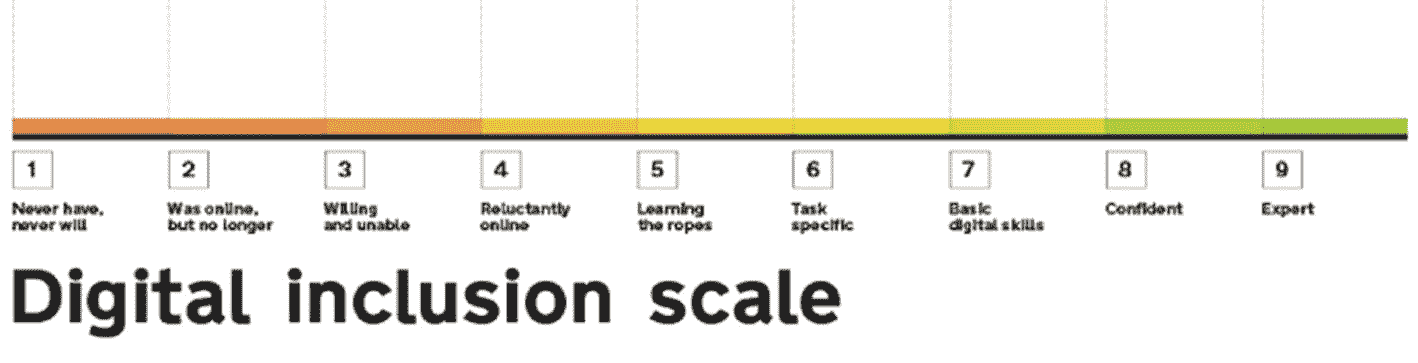 1
2
3
4
5
6
7
8
9
Never have,
never will
Was online,
but no longer
Willing
and unable
Reluctantly
online
Learning
the ropes
Task
specific
Basic
digital skills
Confident
Expert
Digital inclusion scale